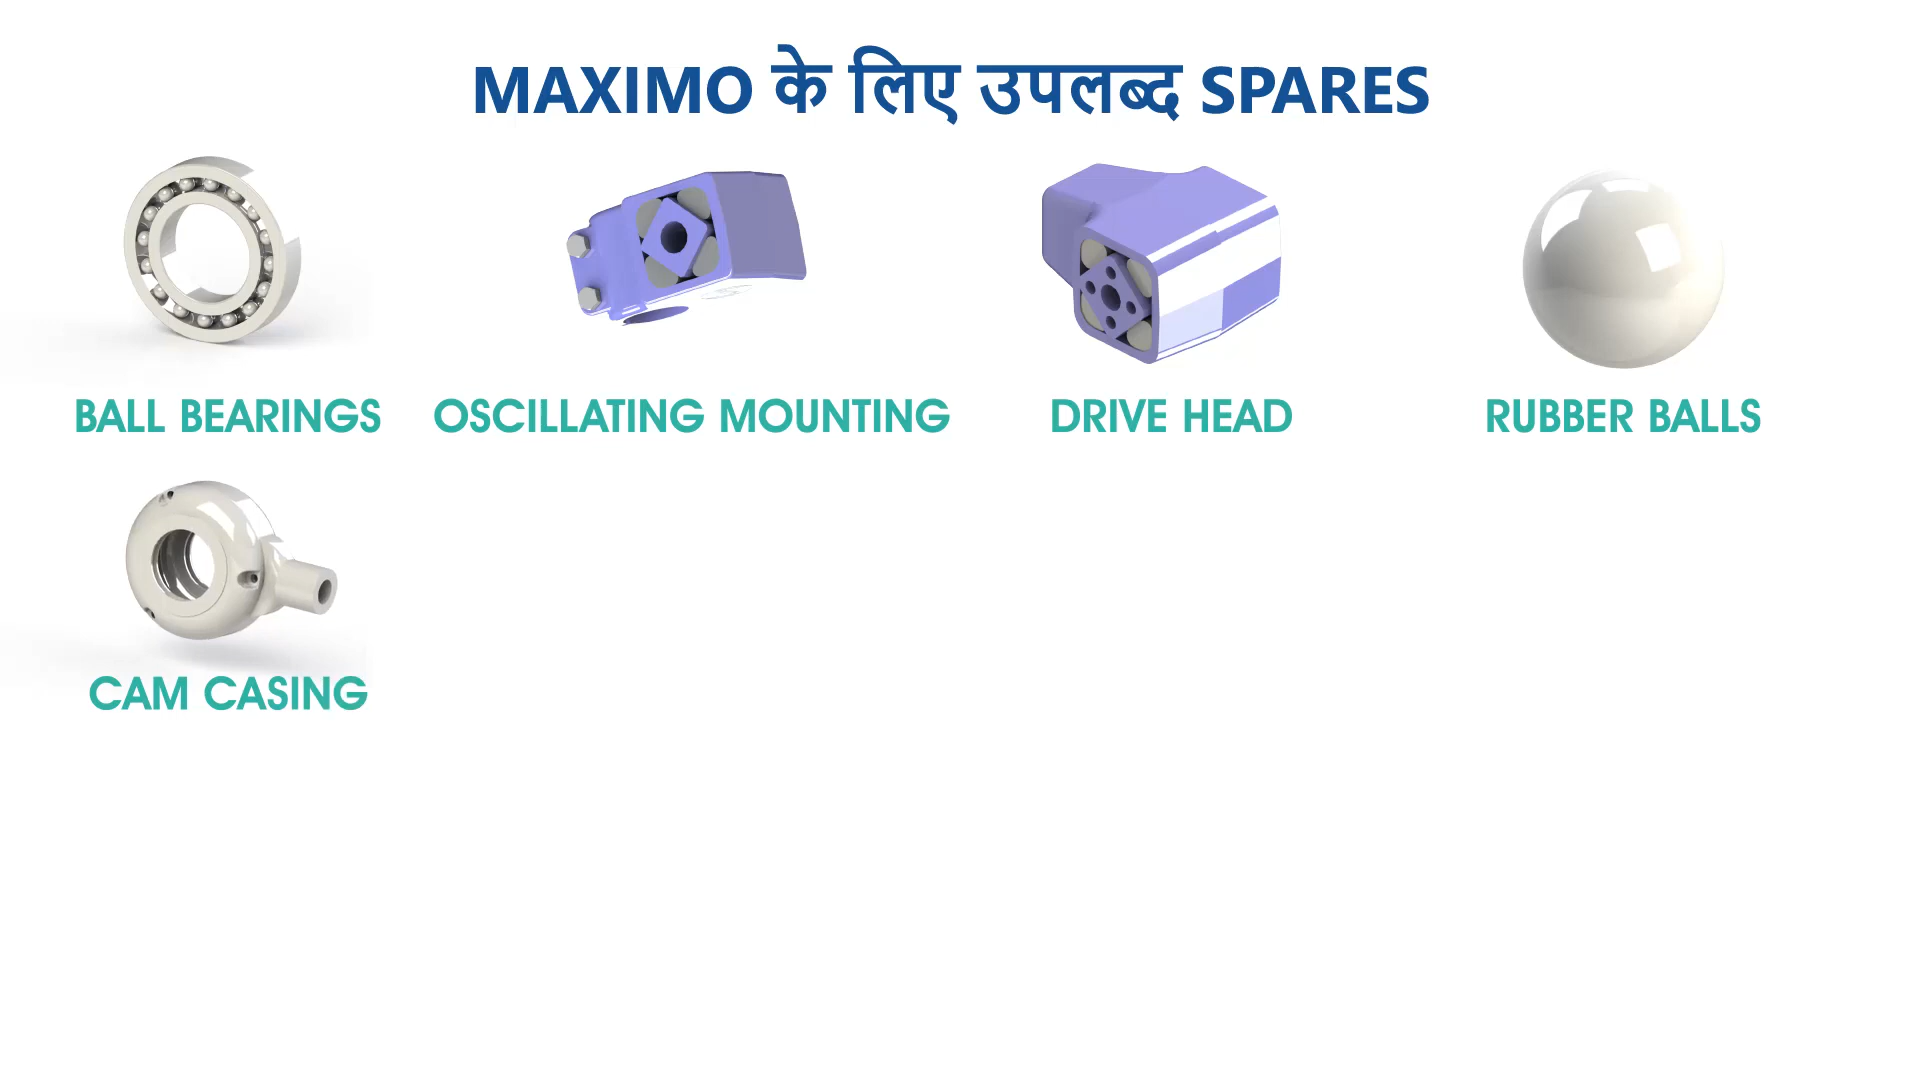 MAXIMO के लिए उपलब्द SPARES
BALL BEARINGS
OSCILLATING MOUNTING
DRIVE HEAD
RUBBER BALLS
CAM CASING